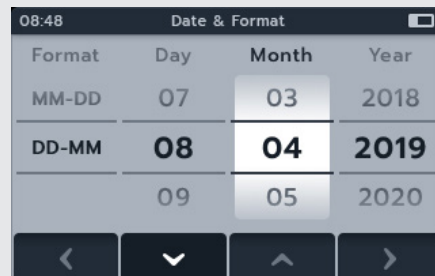 08:48 Date & Format
Format Day Month Year
MM-DD 07 03 2018
DD-MM 08 04 2019
09 05 2020